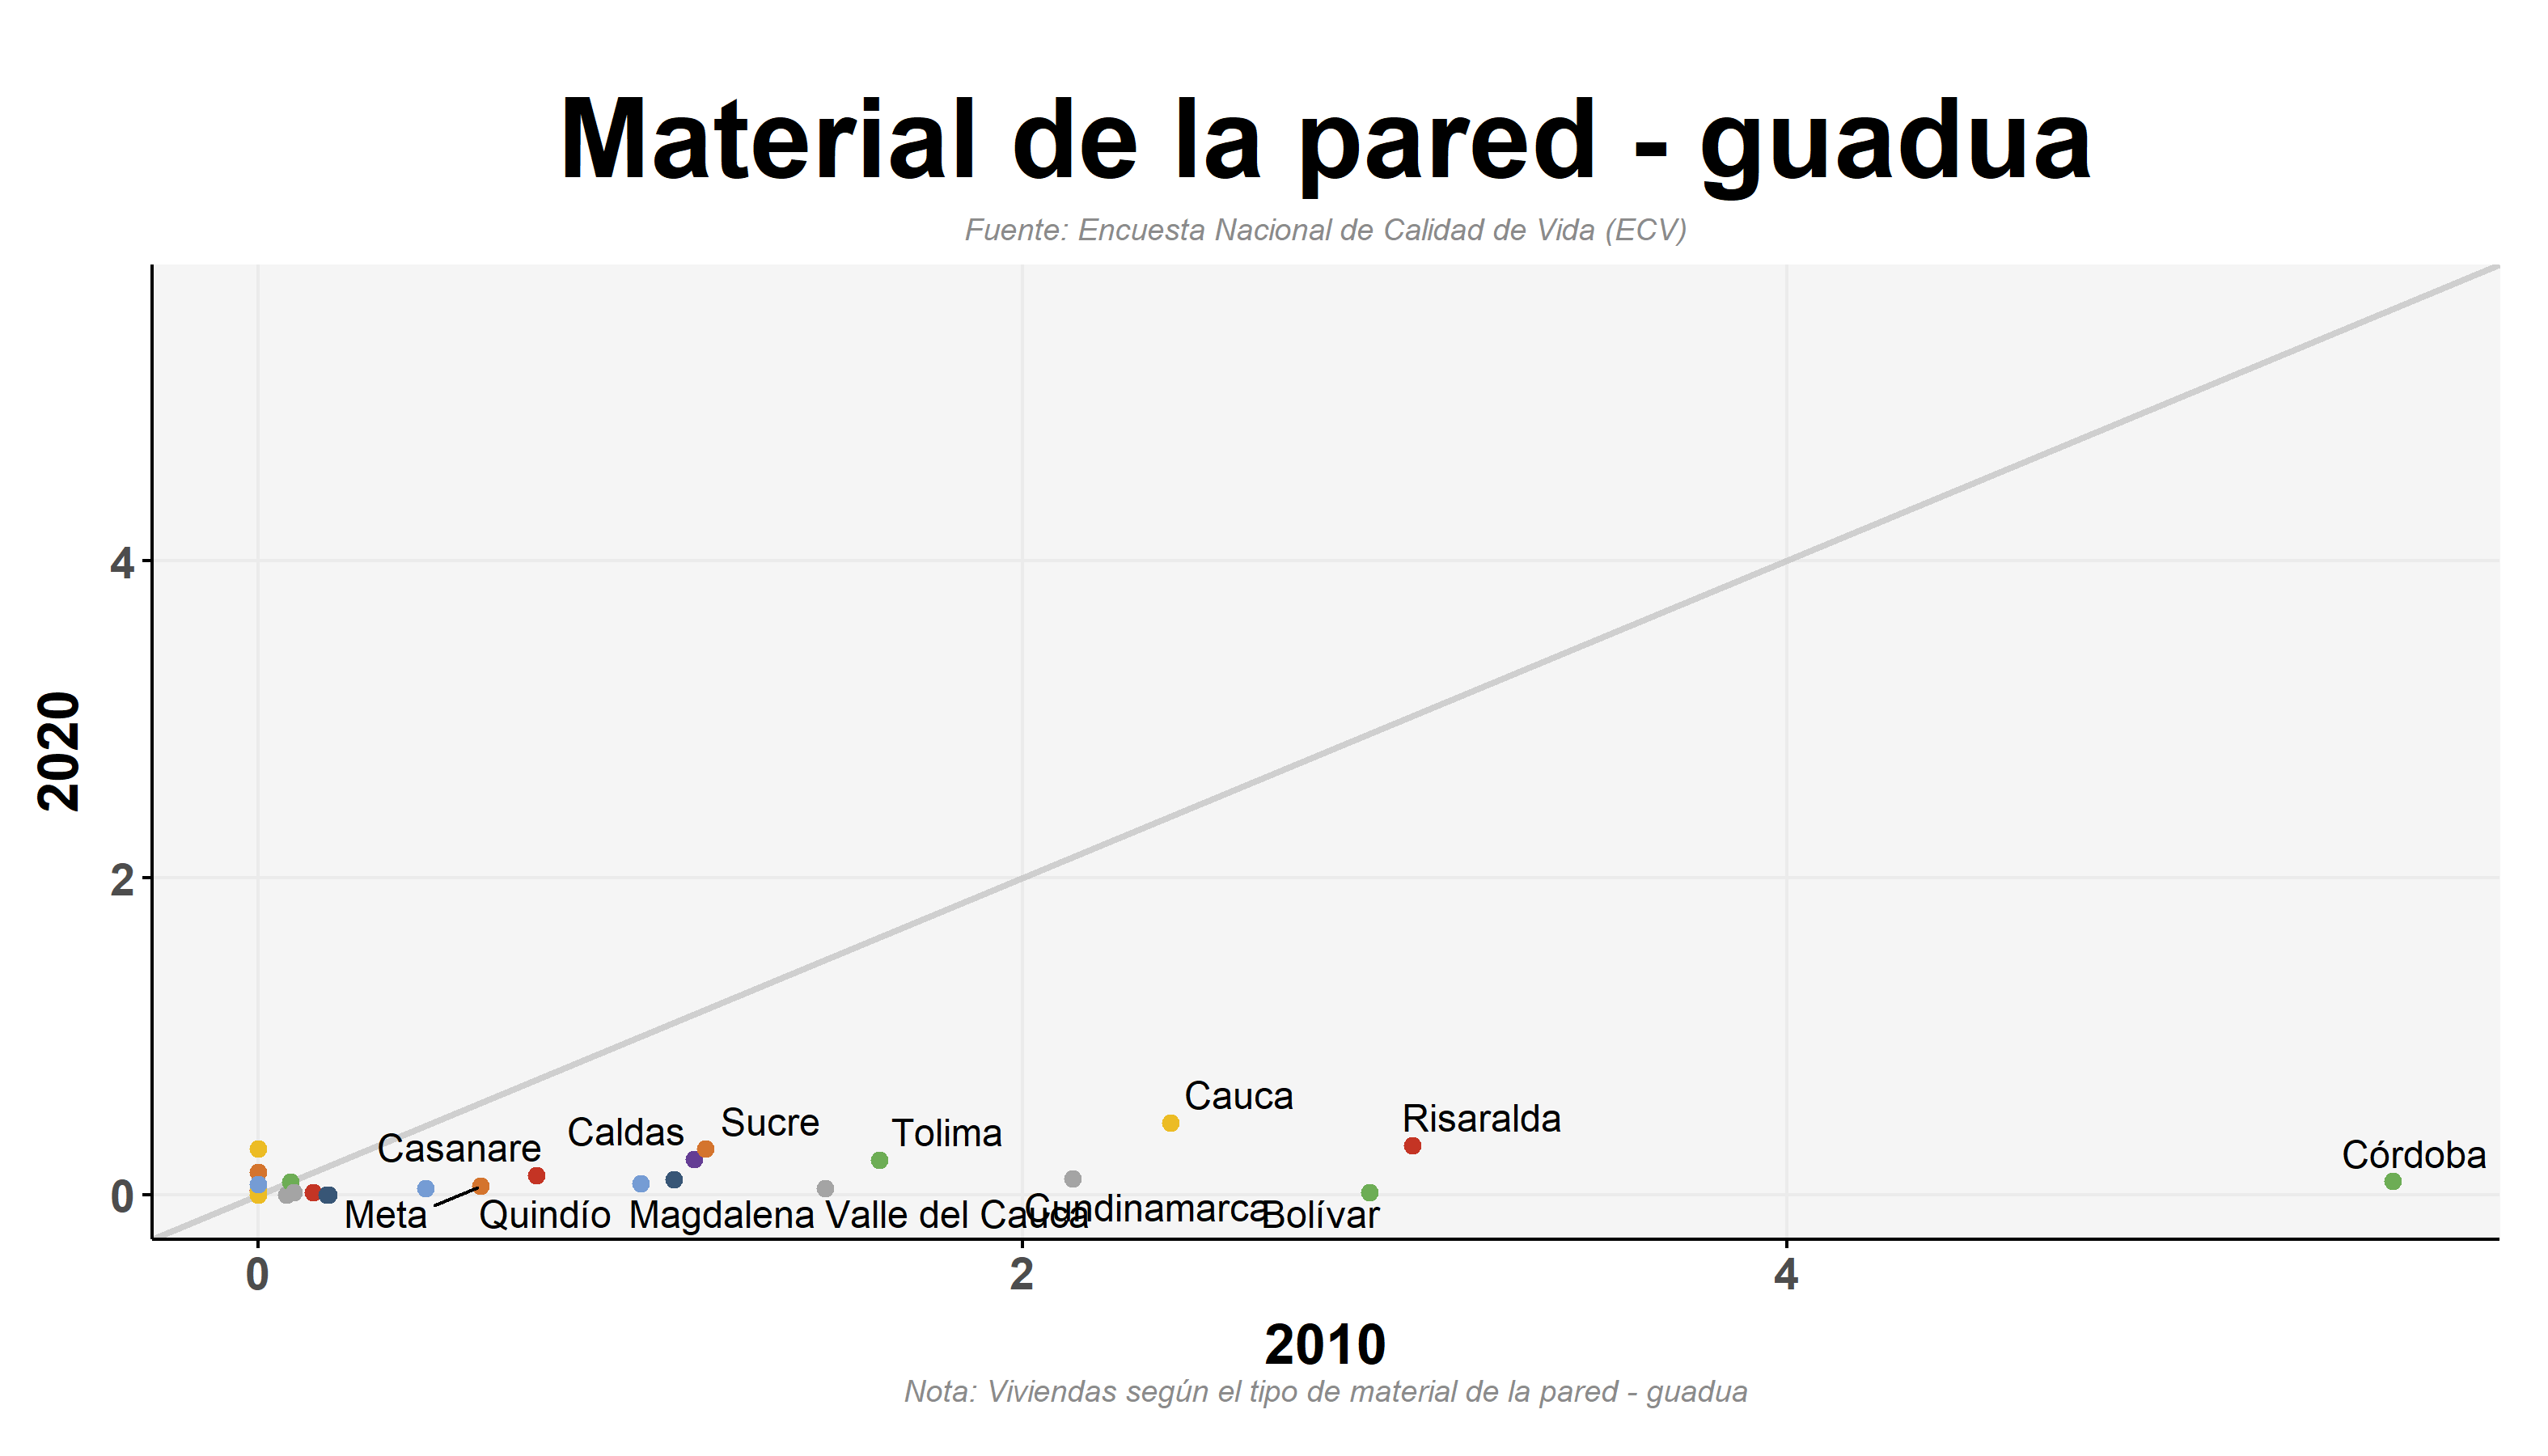 Material de la pared - guadua
Fuente: Encuesta Nacional de Calidad de Vida (ECV)
4
2
0
2020
Cauca
Risaralda
Sucre
Caldas
Tolima
Casanare
Córdoba
Meta
Quindío
Magdalena
Valle del Cauca
Cundinamarca
Bolívar
0
2
4
2010
Nota: Viviendas según el tipo de material de la pared - guadua